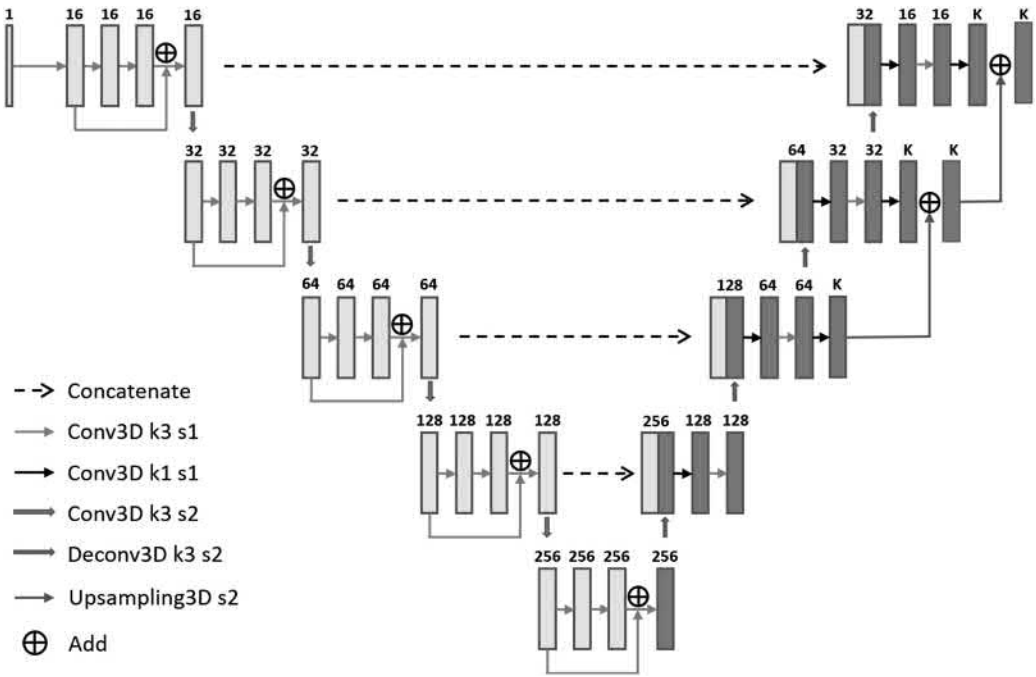 1 16 16 16 16 32 16 16 K K
32 32 32 32 64 32 32 K K
64 64 64 64 128 64 64 K
Concatenate
Conv3D k3 s1
128 128 128 128 256 128 128
Conv3D k1 s1
Conv3D k3 s2
Deconv3D k3 s2
256 256 256 256
Upsampling3D s2
Add